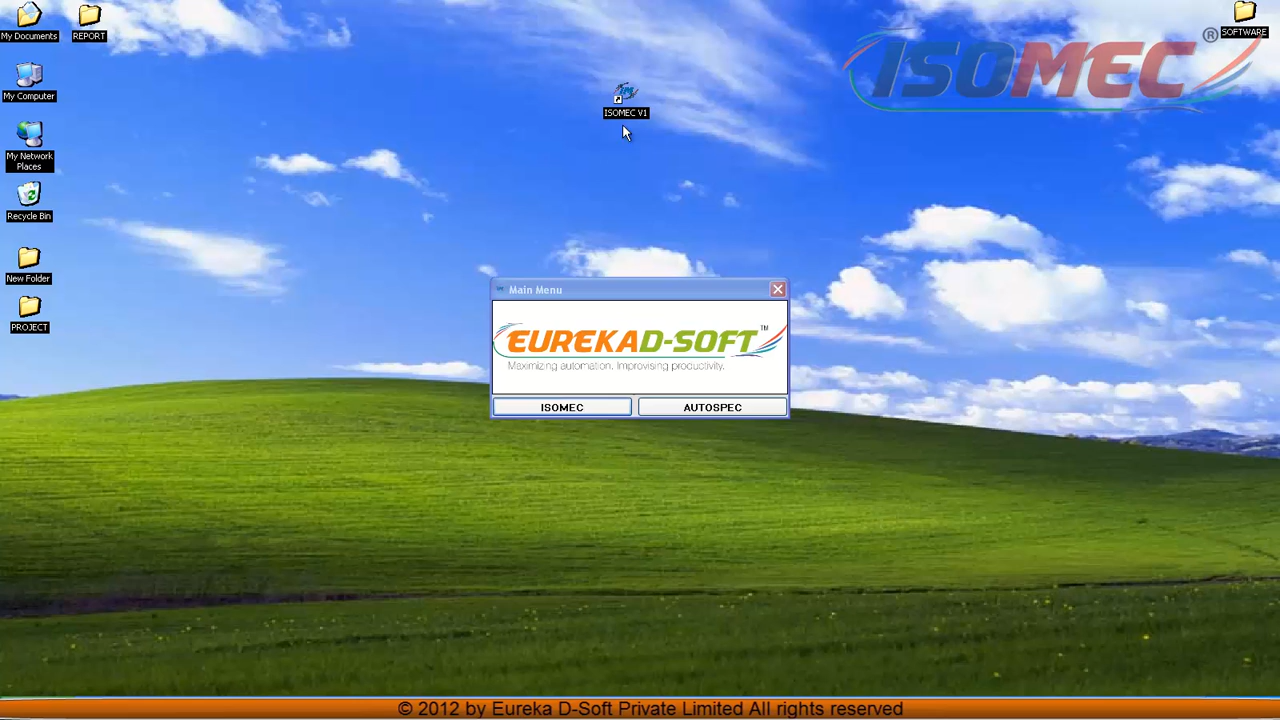 My Documents
REPORT
SOFTWARE
ISOMEC®
My Computer
ISOMEC V1
My Network
Places
Recycle Bin
New Folder
PROJECT
Main Menu
EUREKAD-SOFT™
Maximizing automation. Improvising productivity.
ISOMEC
AUTOSPEC
© 2012 by Eureka D-Soft Private Limited All rights reserved